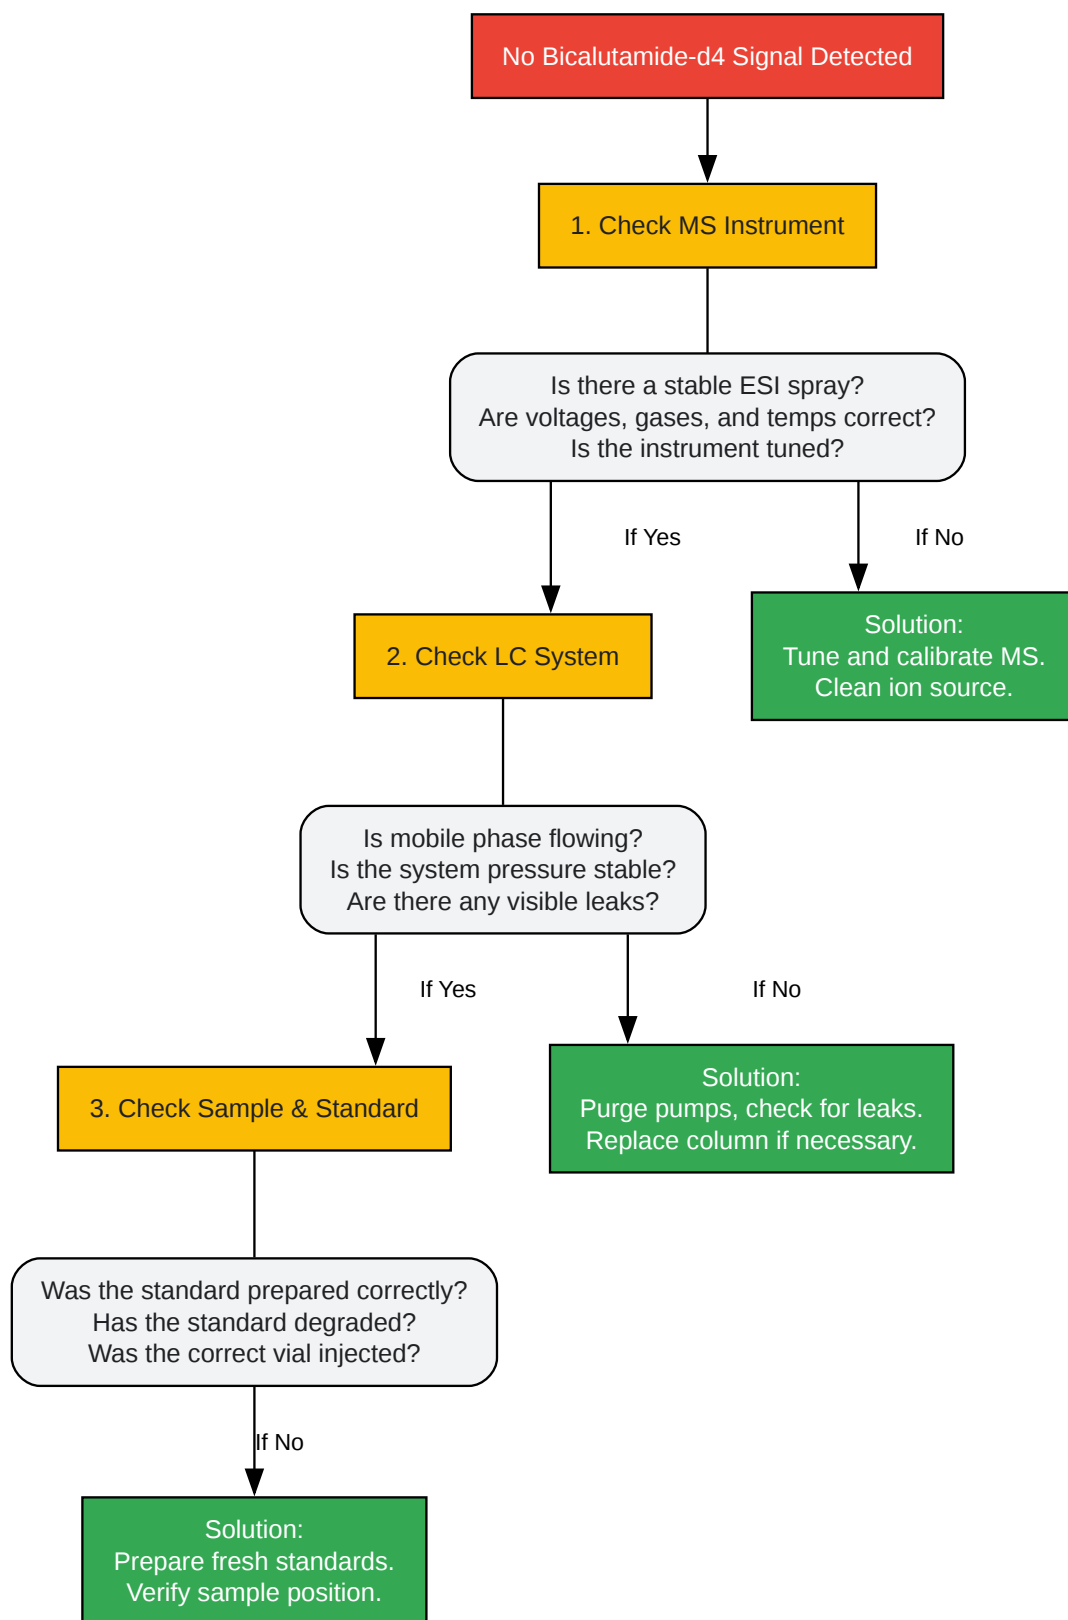 No Bicalutamide-d4 Signal Detected
1. Check MS Instrument
Is there a stable ESI spray?
Are voltages, gases, and temps correct?
Is the instrument tuned?
If Yes
If No
2. Check LC System
Solution:
Tune and calibrate MS.
Clean ion source.
Is mobile phase flowing?
Is the system pressure stable?
Are there any visible leaks?
If Yes
If No
3. Check Sample & Standard
Solution:
Purge pumps, check for leaks.
Replace column if necessary.
Was the standard prepared correctly?
Has the standard degraded?
Was the correct vial injected?
If No
Solution:
Prepare fresh standards.
Verify sample position.